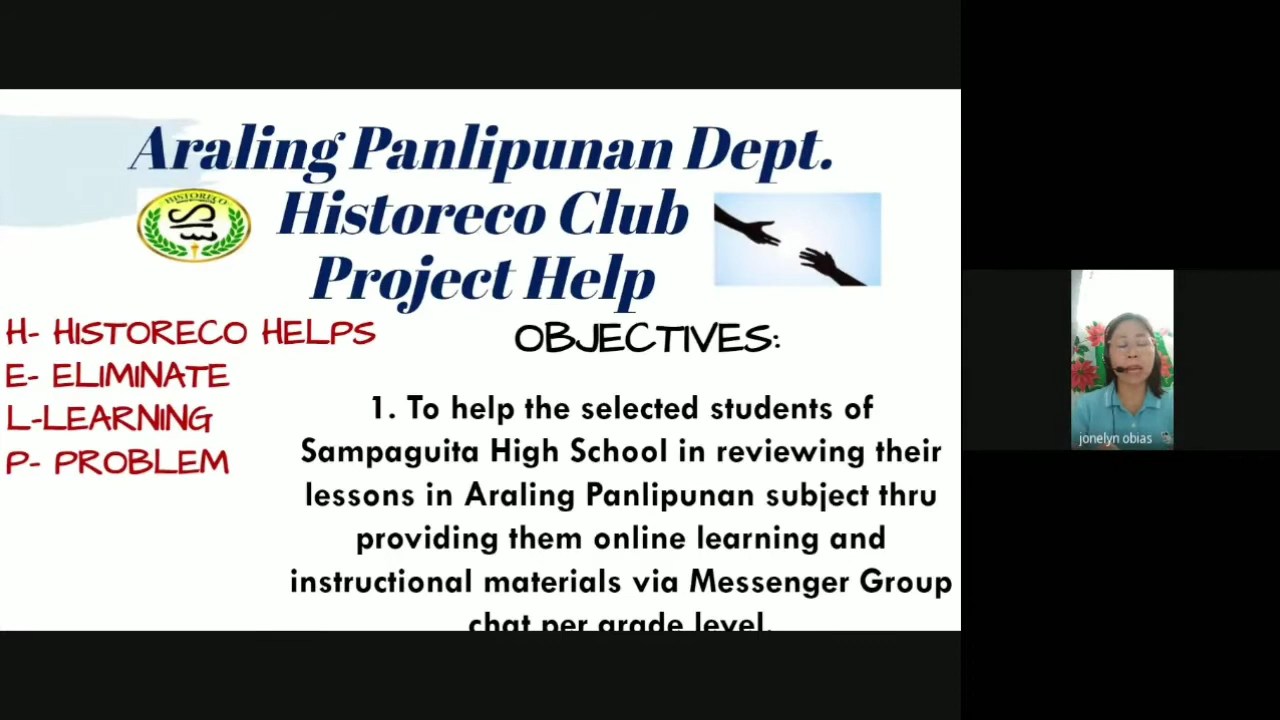 Araling Panlipunan Dept.
HISTORECO
Historeco Club
Project Help
H- HISTORECO HELPS
E- ELIMINATE
L-LEARNING
P- PROBLEM
OBJECTIVES:
1. To help the selected students of
Sampaguita High School in reviewing their
lessons in Araling Panlipunan subject thru
providing them online learning and
instructional materials via Messenger Group
chat per grade level.
jonelyn obias